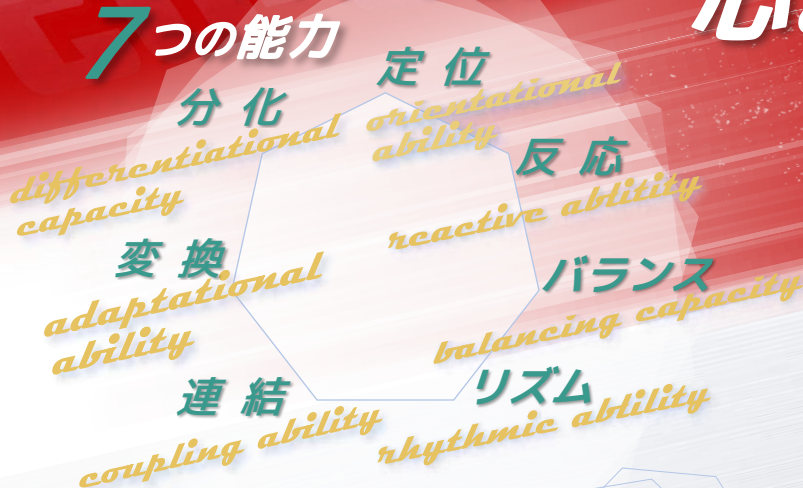 7つの能力
定位
orientational
ability
分化
differentiational
capacity
反応
reactive ablitity
変換
adaptational
ability
バランス
balancing capacity
連結
coupling ability
リズム
rhythmic abtility